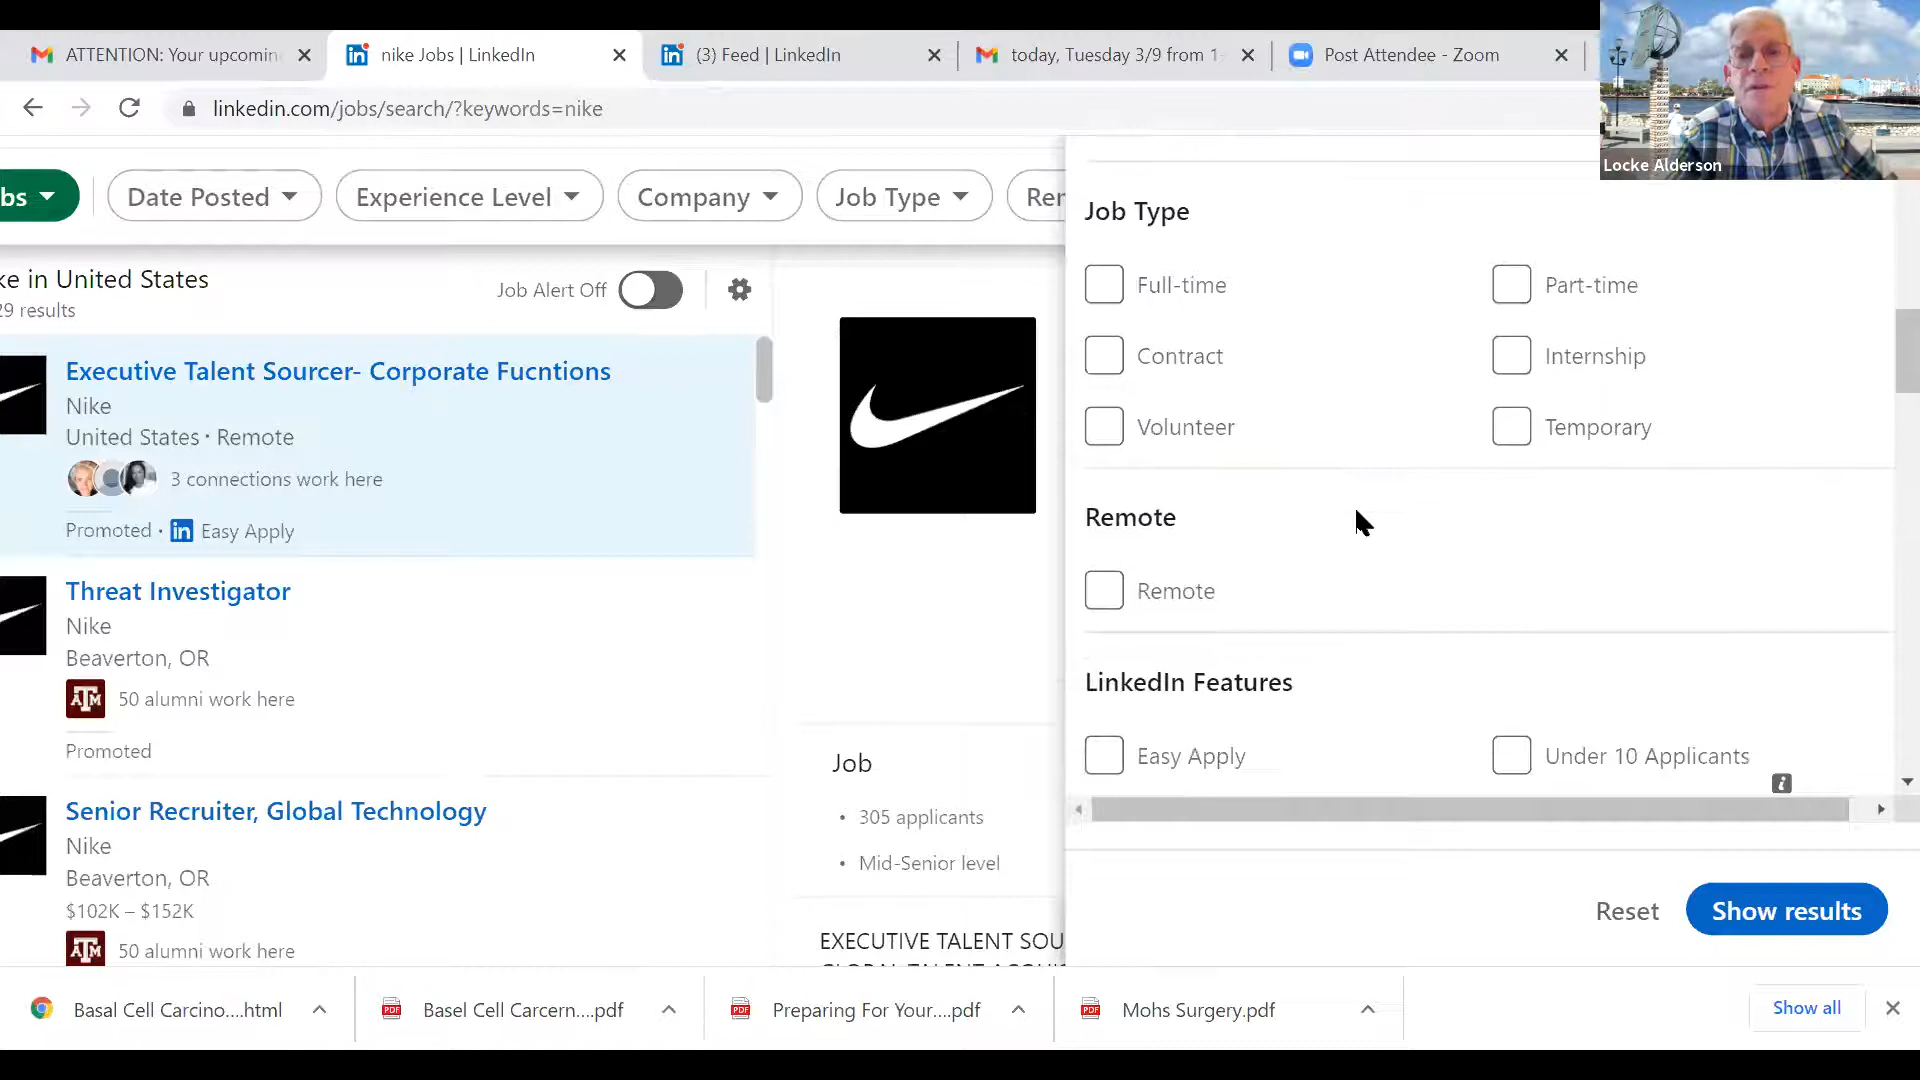 ATTENTION: Your upcomin
nike Jobs | LinkedIn
(3) Feed | LinkedIn
today, Tuesday 3/9 from 1-
Post Attendee - Zoom
linkedin.com/jobs/search/?keywords=nike
Locke Alderson
bs
Date Posted
Experience Level
Company
Job Type
Rem
ke in United States
29 results
Job Alert Off
Executive Talent Sourcer- Corporate Fucntions
Nike
United States · Remote
3 connections work here
Promoted · in Easy Apply
Threat Investigator
Nike
Beaverton, OR
ATM 50 alumni work here
Promoted
Senior Recruiter, Global Technology
Nike
Beaverton, OR
$102K – $152K
ATM 50 alumni work here
Job
• 305 applicants
• Mid-Senior level
EXECUTIVE TALENT SOU
Job Type
Full-time
Part-time
Contract
Internship
Volunteer
Temporary
Remote
Remote
LinkedIn Features
Easy Apply
Under 10 Applicants
Reset
Show results
Basal Cell Carcino....html
Basel Cell Carcern....pdf
Preparing For Your....pdf
Mohs Surgery.pdf
Show all